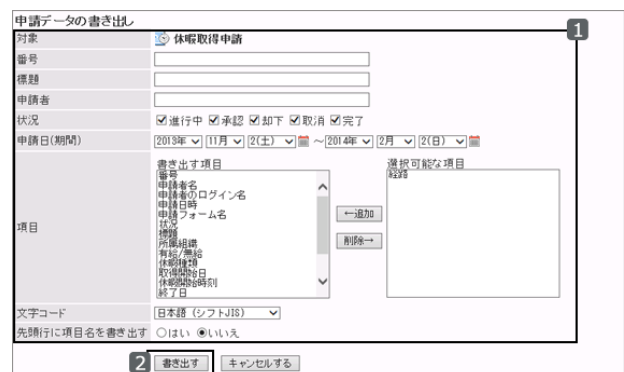 申請データの書き出し
1
対象 休暇取得申請
番号
標題
申請者
状況 進行中 承認 却下 取消 完了
申請日(期間) 2013年 11月 2(土) ～ 2014年 2月 2(日)
項目
書き出す項目
番号
申請者名
申請者のログイン名
申請日時
申請フォーム名
状況
標題
所属組織
有給/無給
休暇種類
取得開始日
休暇開始時刻
終了日
←追加
削除→
選択可能な項目
経路
文字コード 日本語 (シフトJIS)
先頭行に項目名を書き出す はい いいえ
2 書き出す キャンセルする